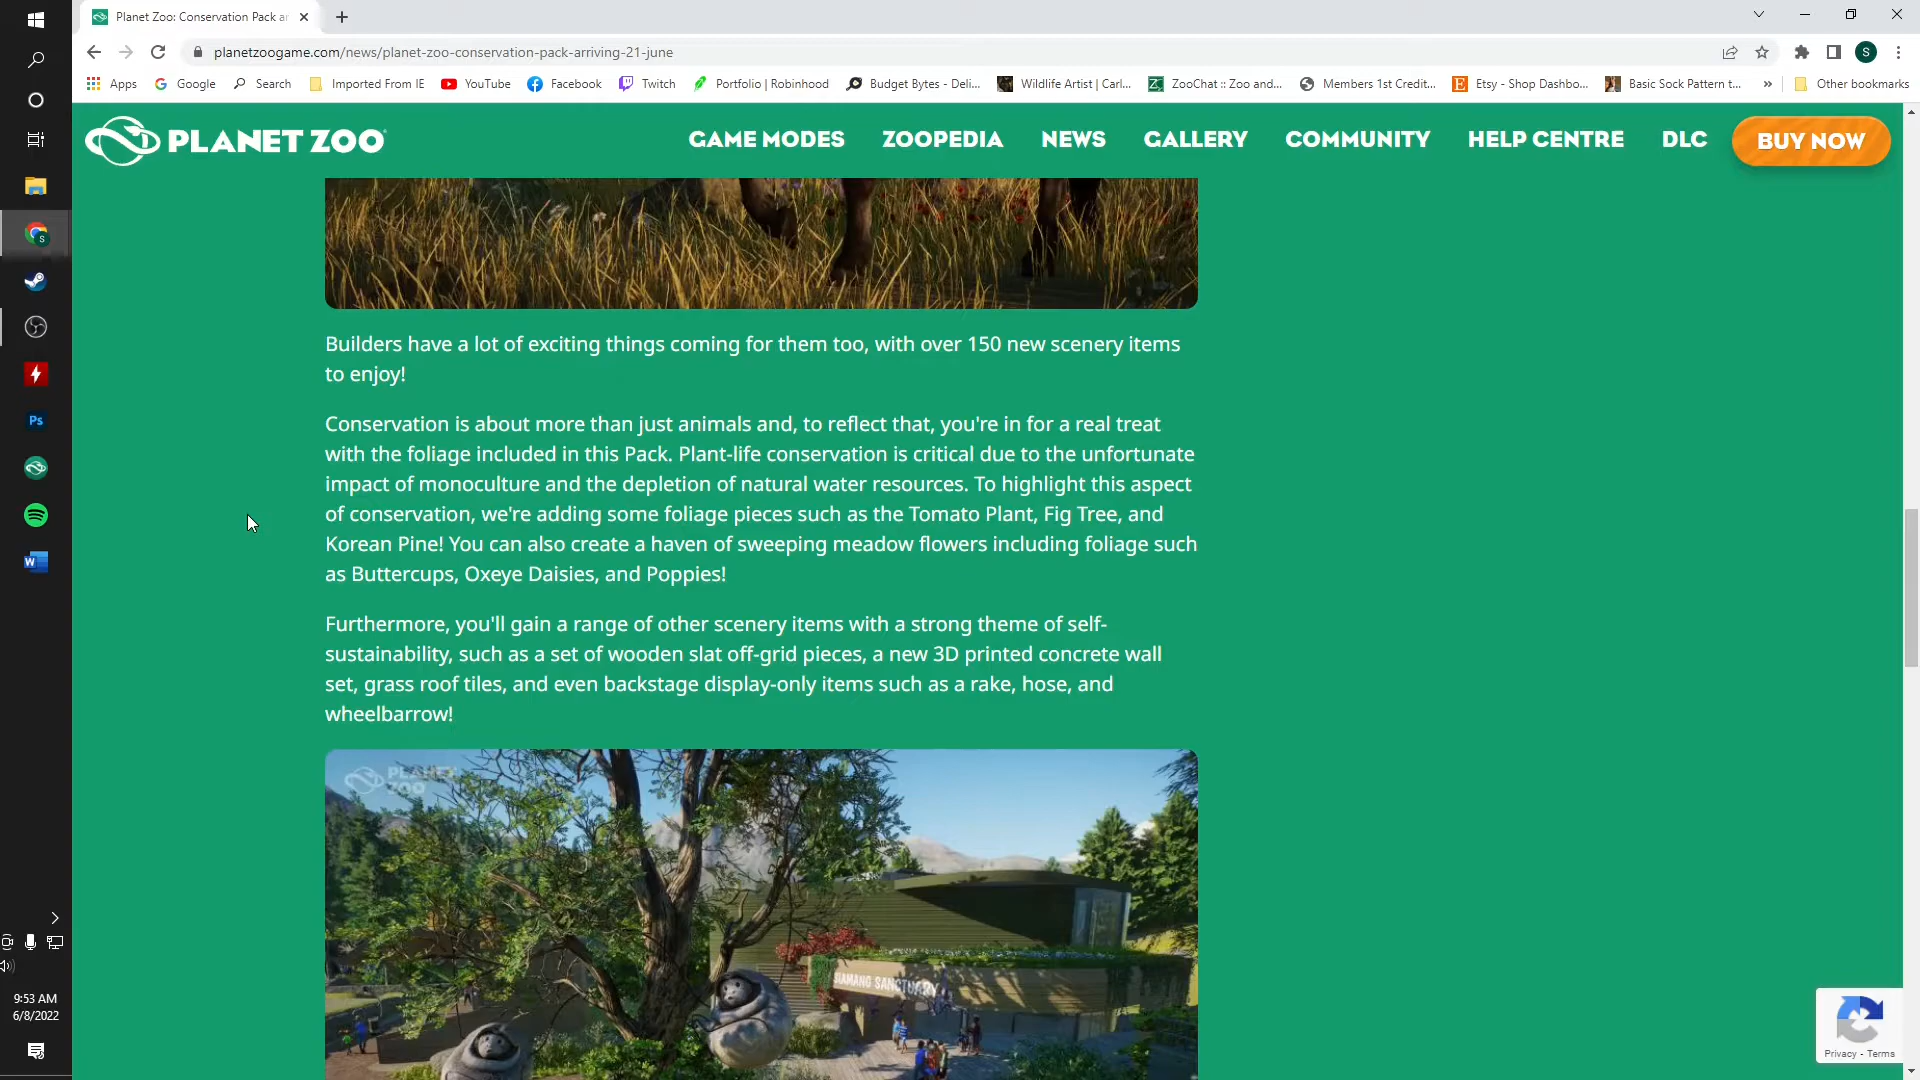 Planet Zoo: Conservation Pack ar
planetzoogame.com/news/planet-zoo-conservation-pack-arriving-21-june
S
Apps
Google
Search
Imported From IE
YouTube
Facebook
Twitch
Portfolio | Robinhood
Budget Bytes - Deli...
Wildlife Artist | Carl...
ZooChat :: Zoo and...
Members 1st Credit...
Etsy - Shop Dashbo...
Basic Sock Pattern t...
»
Other bookmarks
PLANET ZOO
GAME MODES
ZOOPEDIA
NEWS
GALLERY
COMMUNITY
HELP CENTRE
DLC
BUY NOW
Builders have a lot of exciting things coming for them too, with over 150 new scenery items
to enjoy!
Conservation is about more than just animals and, to reflect that, you're in for a real treat
with the foliage included in this Pack. Plant-life conservation is critical due to the unfortunate
impact of monoculture and the depletion of natural water resources. To highlight this aspect
of conservation, we're adding some foliage pieces such as the Tomato Plant, Fig Tree, and
Korean Pine! You can also create a haven of sweeping meadow flowers including foliage such
as Buttercups, Oxeye Daisies, and Poppies!
Furthermore, you'll gain a range of other scenery items with a strong theme of self-
sustainability, such as a set of wooden slat off-grid pieces, a new 3D printed concrete wall
set, grass roof tiles, and even backstage display-only items such as a rake, hose, and
wheelbarrow!
PLANET
ZOO
SIAMANG SANCTUARY
Ps
W
9:53 AM
6/8/2022
Privacy - Terms